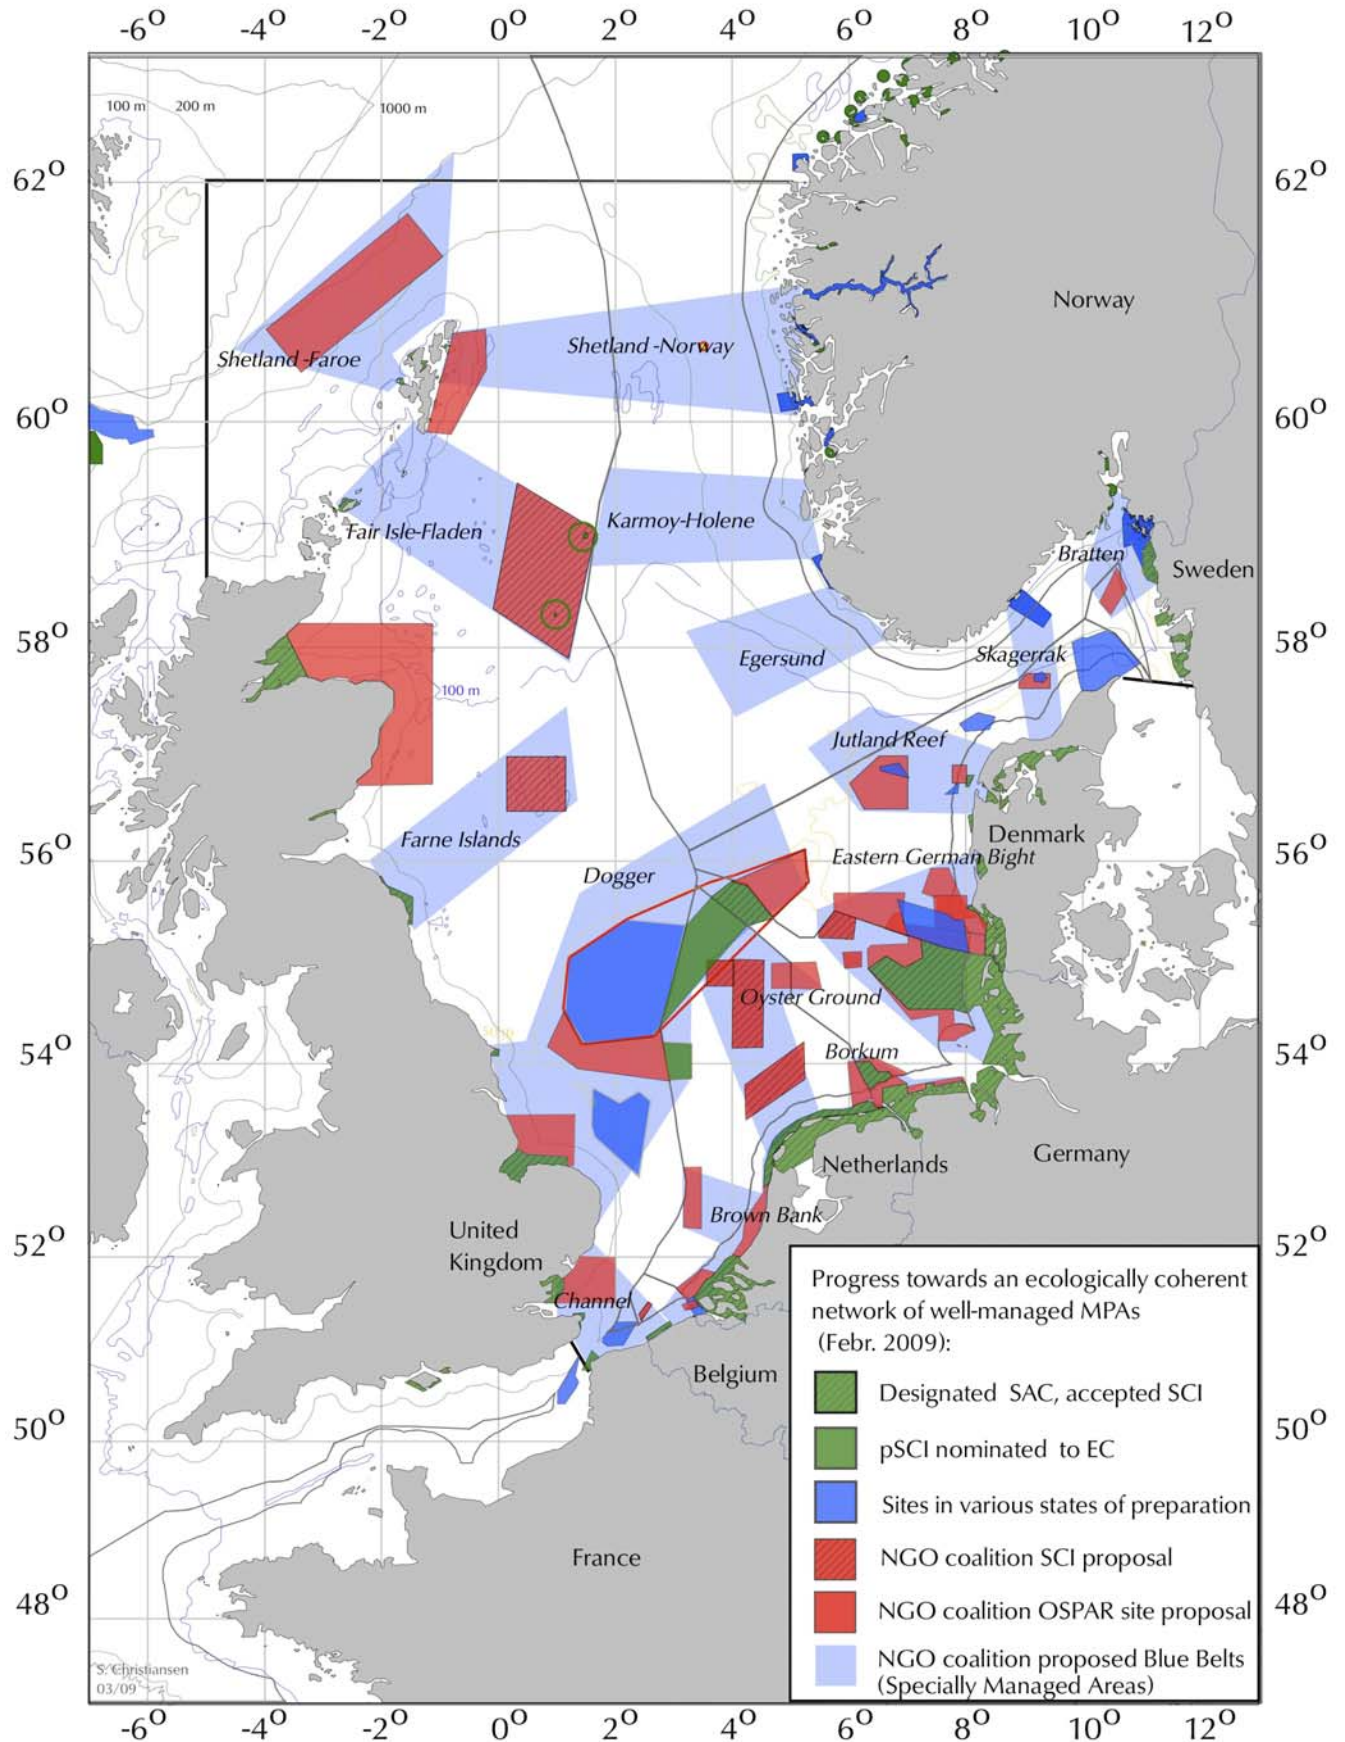 -6° -4° -2° 0° 2° 4° 6° 8° 10° 12°
100 m 200 m 1000 m
62° 62°
Norway
Shetland -Faroe
Shetland -Norway
60° 60°
Fair Isle-Fladen
Karmoy-Holene
Bratten
Sweden
58° 58°
Egersund
Skagerrak
100 m
Jutland Reef
Farne Islands
Denmark
56° 56°
Eastern German Bight
Dogger
Oyster Ground
50 m
54° 54°
Borkum
Germany
Netherlands
Brown Bank
United
Kingdom
52° 52°
Channel
Belgium
50° 50°
France
48° 48°
S. Christiansen
03/09
Progress towards an ecologically coherent
network of well-managed MPAs
(Febr. 2009):
Designated SAC, accepted SCI
pSCI nominated to EC
Sites in various states of preparation
NGO coalition SCI proposal
NGO coalition OSPAR site proposal
NGO coalition proposed Blue Belts
(Specially Managed Areas)
-6° -4° -2° 0° 2° 4° 6° 8° 10° 12°